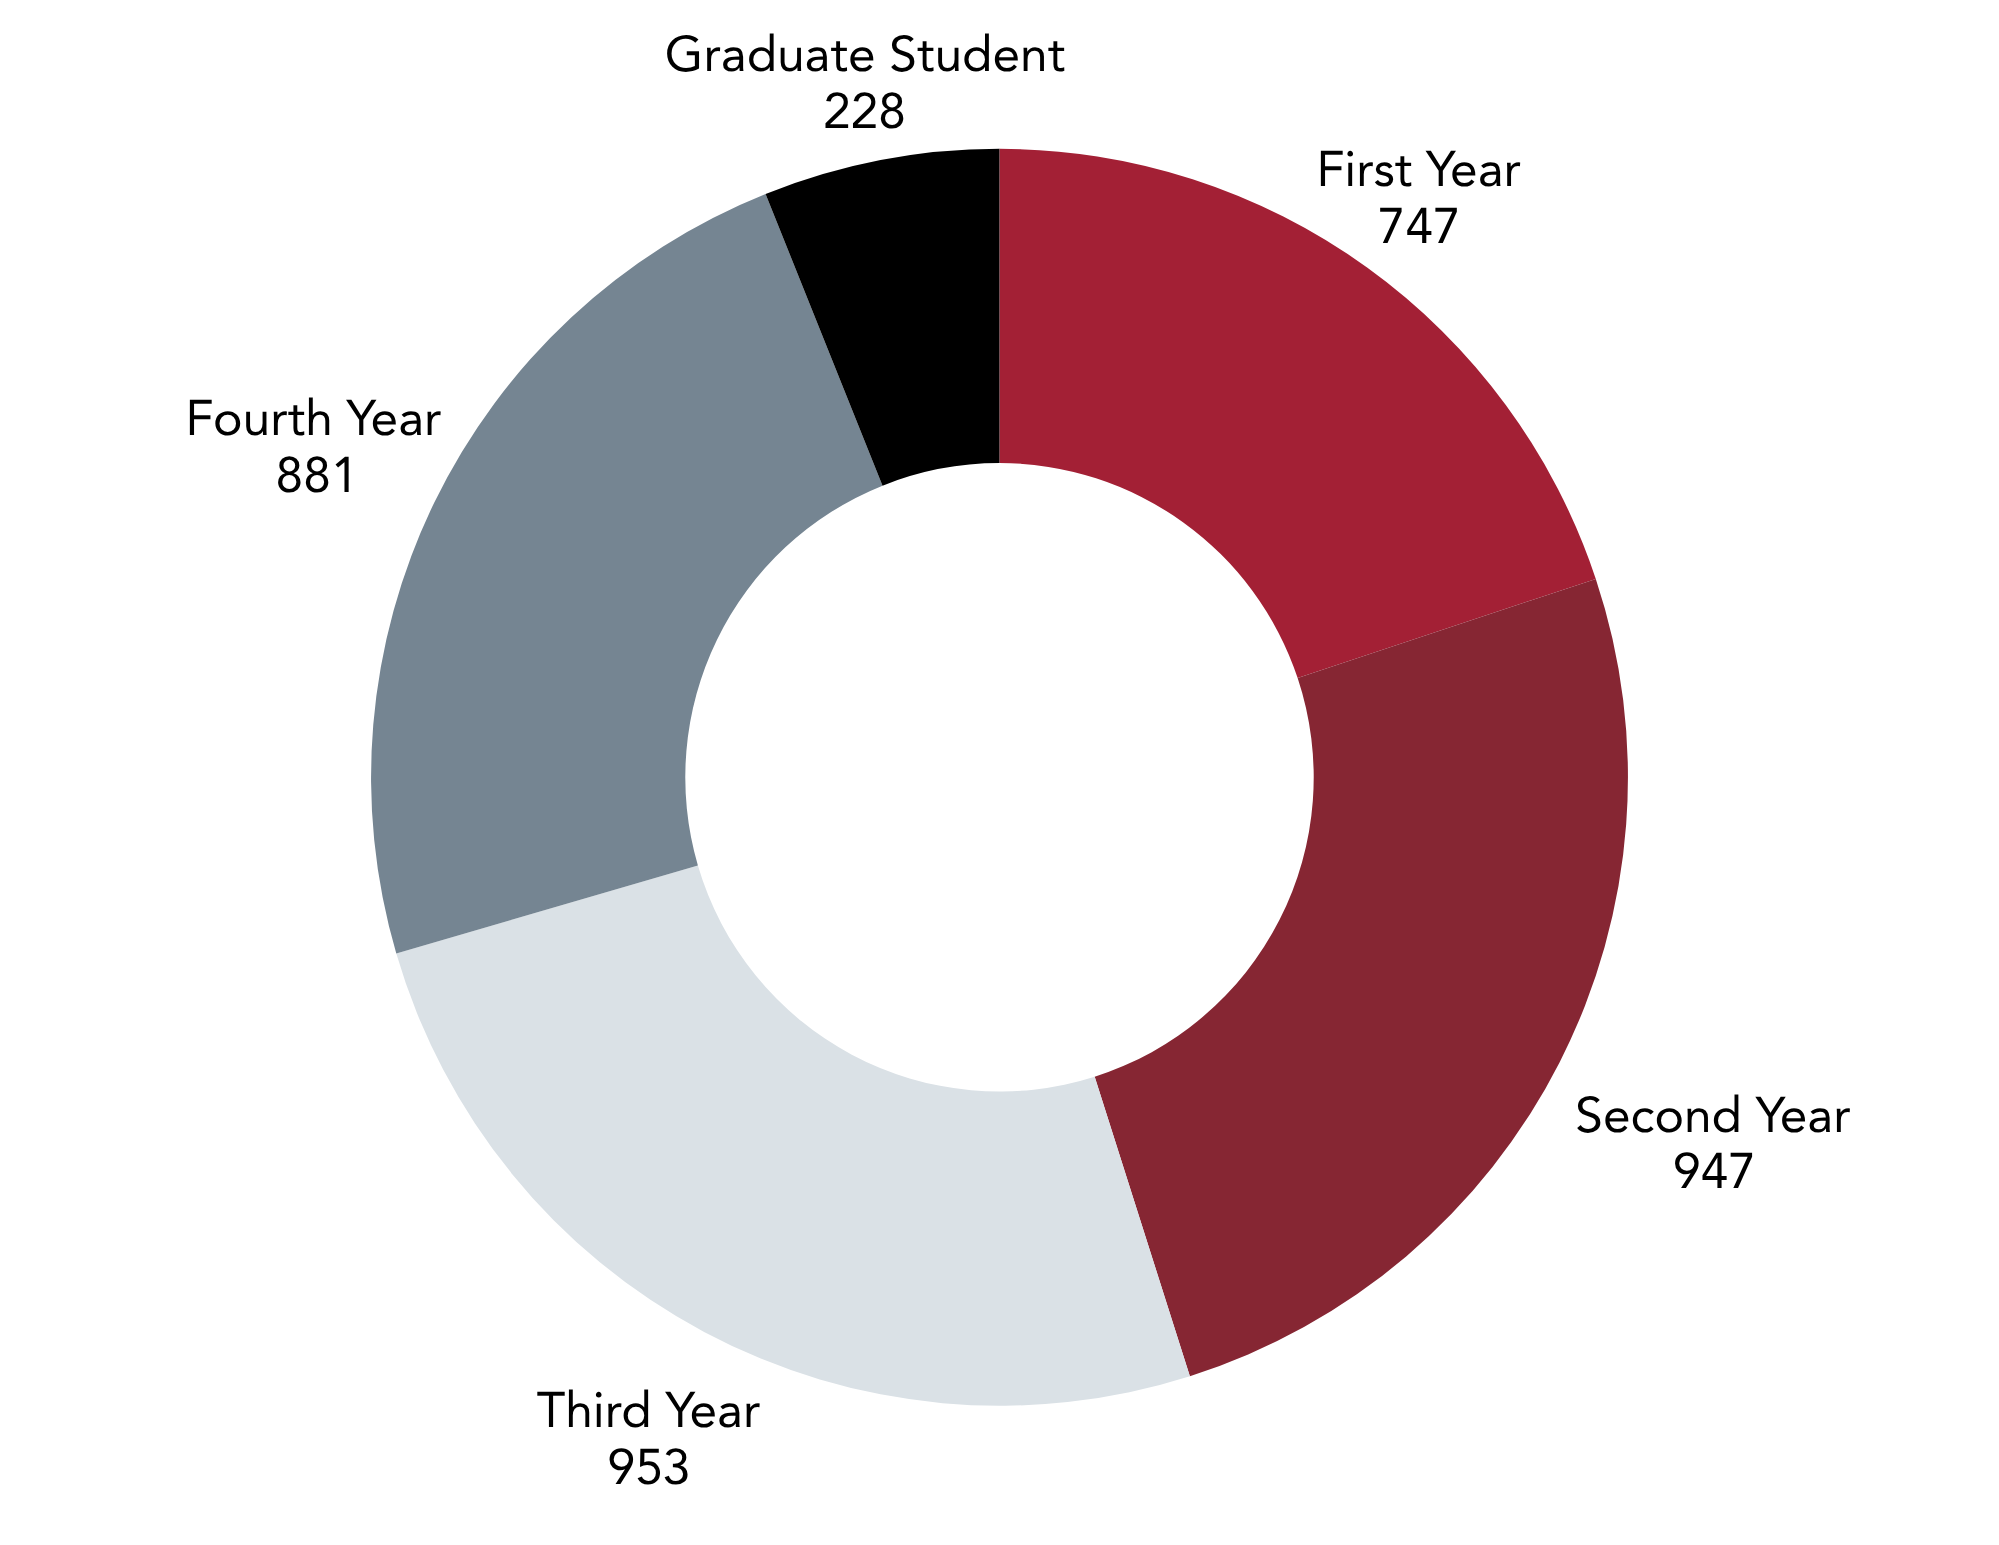 Graduate Student
228
First Year
747
Fourth Year
881
Second Year
947
Third Year
953